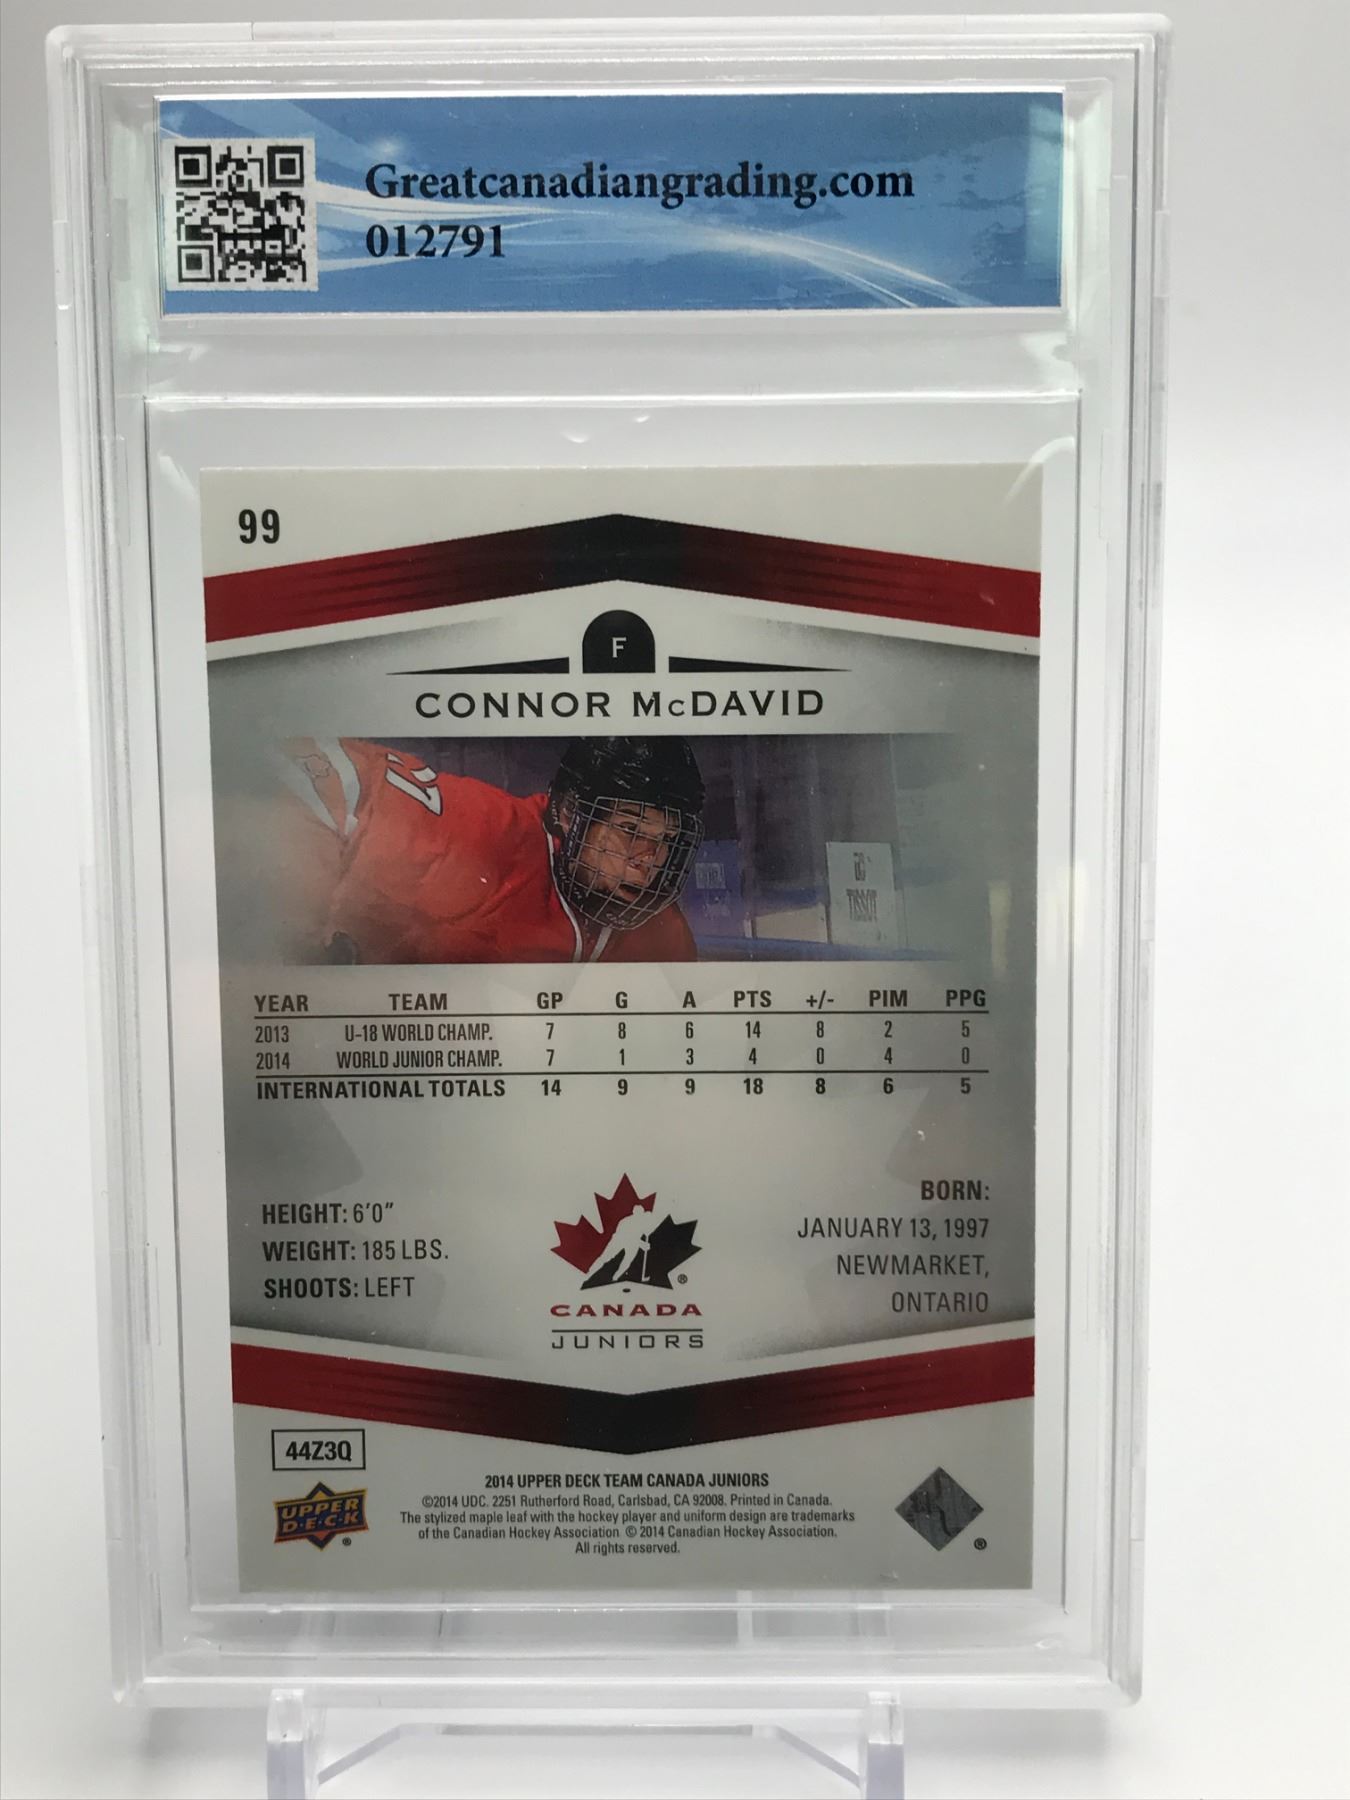 Greatcanadiangrading.com
012791
99
F
CONNOR McDAVID
TISSOT
YEAR TEAM GP G A PTS +/- PIM PPG
2013 U-18 WORLD CHAMP. 7 8 6 14 8 2 5
2014 WORLD JUNIOR CHAMP. 7 1 3 4 0 4 0
INTERNATIONAL TOTALS 14 9 9 18 8 6 5
HEIGHT: 6'0"
WEIGHT: 185 LBS.
SHOOTS: LEFT
BORN:
JANUARY 13, 1997
NEWMARKET,
ONTARIO
®
CANADA
JUNIORS
44Z3Q
UPPER
D·E·C·K
®
2014 UPPER DECK TEAM CANADA JUNIORS
©2014 UDC. 2251 Rutherford Road, Carlsbad, CA 92008. Printed in Canada.
The stylized maple leaf with the hockey player and uniform design are trademarks
of the Canadian Hockey Association © 2014 Canadian Hockey Association.
All rights reserved.
®